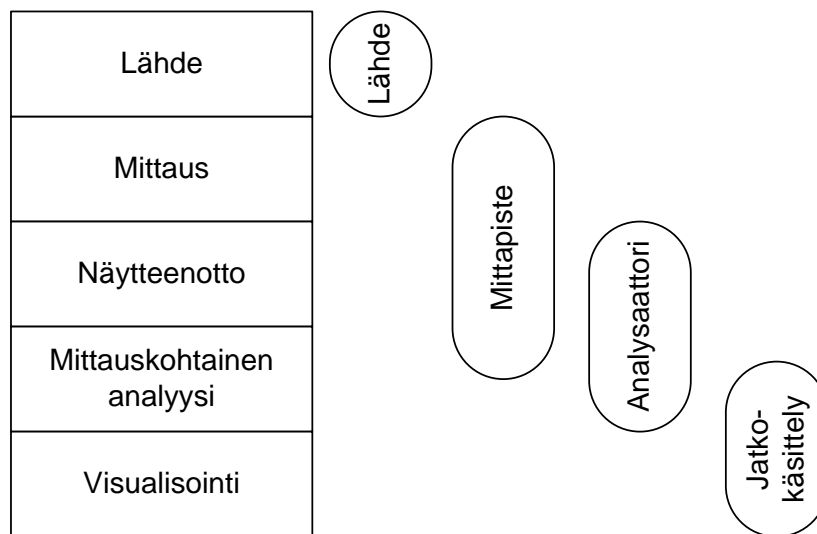 Lähde
Mittaus
Näytteenotto
Mittauskohtainen
analyysi
Visualisointi
Lähde
Mittapiste
Analysaattori
Jatko-
käsittely